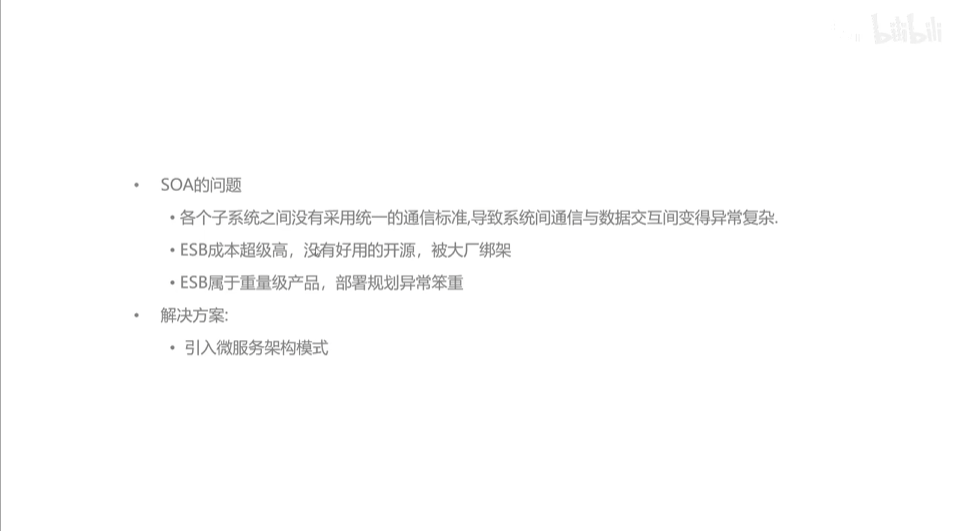 bilibili
• SOA的问题
• 各个子系统之间没有采用统一的通信标准,导致系统间通信与数据交互间变得异常复杂.
• ESB成本超级高，没有好用的开源，被大厂绑架
• ESB属于重量级产品，部署规划异常笨重
• 解决方案:
• 引入微服务架构模式